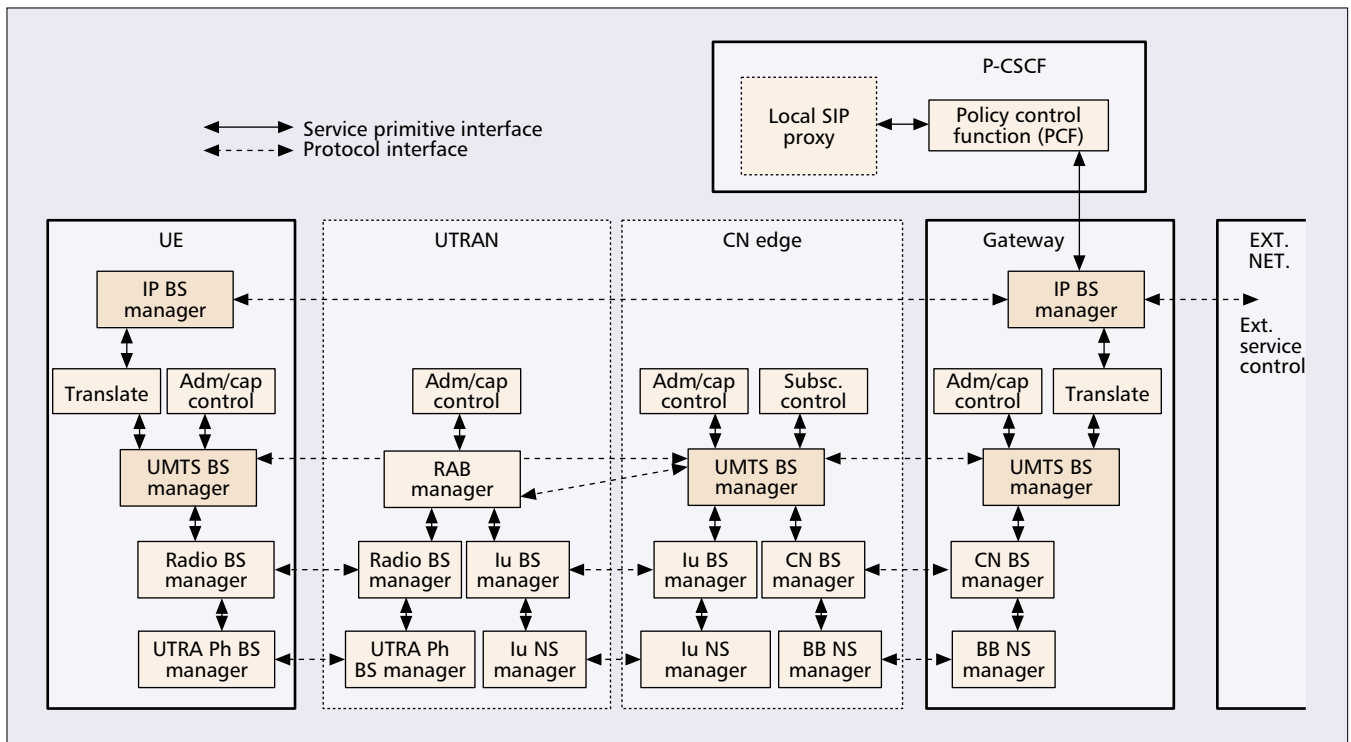 P-CSCF
Local SIP
proxy
Policy control
function (PCF)
Service primitive interface
Protocol interface
UE
IP BS
manager
Translate
Adm/cap
control
UMTS BS
manager
Radio BS
manager
UTRA Ph BS
manager
UTRAN
Adm/cap
control
RAB
manager
Radio BS
manager
Iu BS
manager
UTRA Ph
BS manager
Iu NS
manager
CN edge
Adm/cap
control
Subsc.
control
UMTS BS
manager
Iu BS
manager
CN BS
manager
Iu NS
manager
BB NS
manager
Gateway
IP BS
manager
Adm/cap
control
Translate
UMTS BS
manager
CN BS
manager
BB NS
manager
EXT.
NET.
Ext.
service
control